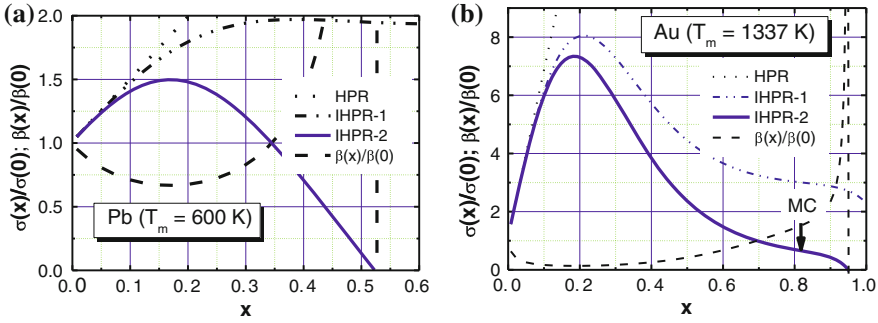 (a)
σ(x)/σ(0); β(x)/β(0)
2.0
1.5
1.0
0.5
0.0
HPR
IHPR-1
IHPR-2
β(x)/β(0)
Pb (Tm = 600 K)
0.0 0.1 0.2 0.3 0.4 0.5 0.6
x
(b)
σ(x)/σ(0); β(x)/β(0)
8
6
4
2
0
Au (Tm = 1337 K)
HPR
IHPR-1
IHPR-2
β(x)/β(0)
MC
0.0 0.2 0.4 0.6 0.8 1.0
x